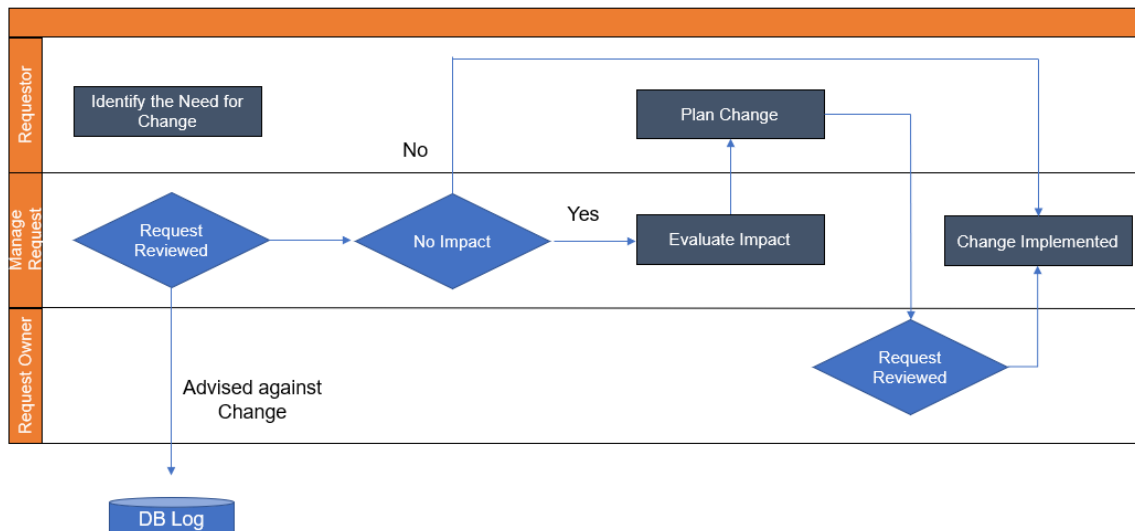 Requestor
Identify the Need for
Change
Plan Change
No
Manage
Request
Request
Reviewed
No Impact
Yes
Evaluate Impact
Change Implemented
Request Owner
Advised against
Change
Request
Reviewed
DB Log